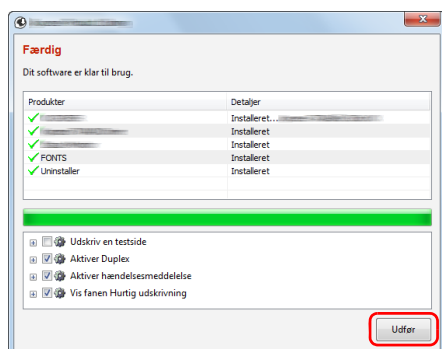 Færdig
Dit software er klar til brug.
Produkter Detaljer
Installeret...
Installeret
Installeret
FONTS Installeret
Uninstaller Installeret
Udskriv en testside
Aktiver Duplex
Aktiver hændelsesmeddelelse
Vis fanen Hurtig udskrivning
Udfør